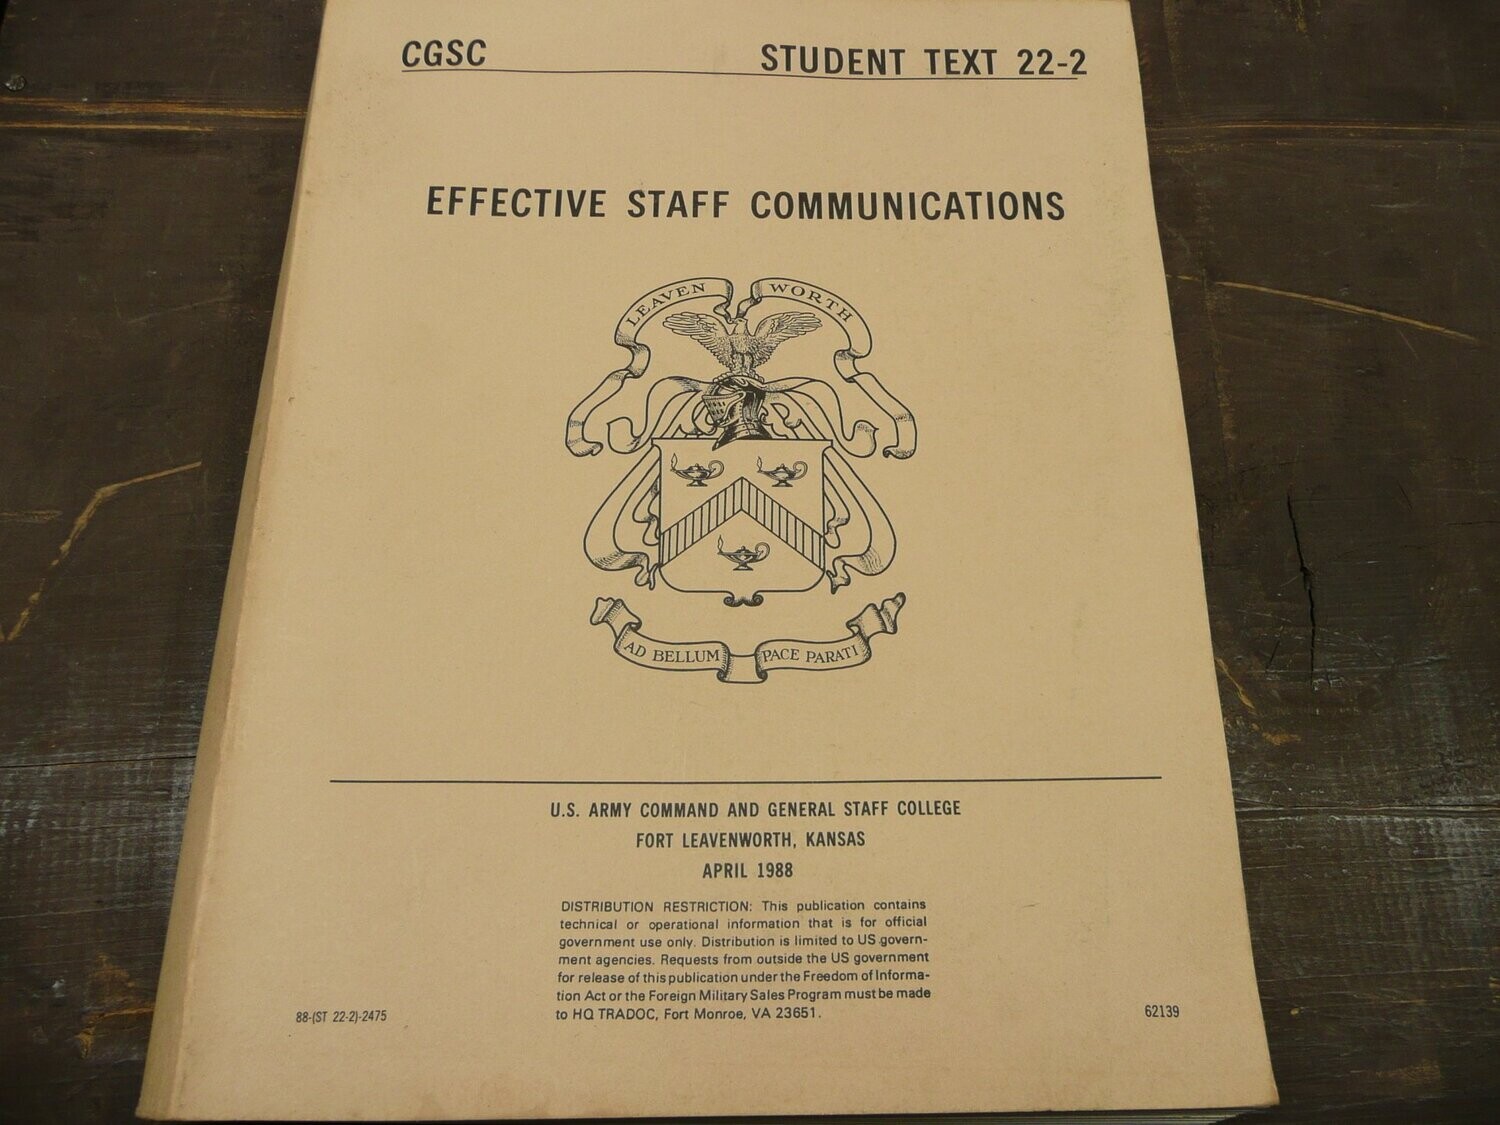 CGSC STUDENT TEXT 22-2
EFFECTIVE STAFF COMMUNICATIONS
LEAVEN WORTH
AD BELLUM PACE PARATI
U.S. ARMY COMMAND AND GENERAL STAFF COLLEGE
FORT LEAVENWORTH, KANSAS
APRIL 1988
DISTRIBUTION RESTRICTION: This publication contains
technical or operational information that is for official
government use only. Distribution is limited to US govern-
ment agencies. Requests from outside the US government
for release of this publication under the Freedom of Informa-
tion Act or the Foreign Military Sales Program must be made
to HQ TRADOC, Fort Monroe, VA 23651.
88-(ST 22-2)-2475 62139